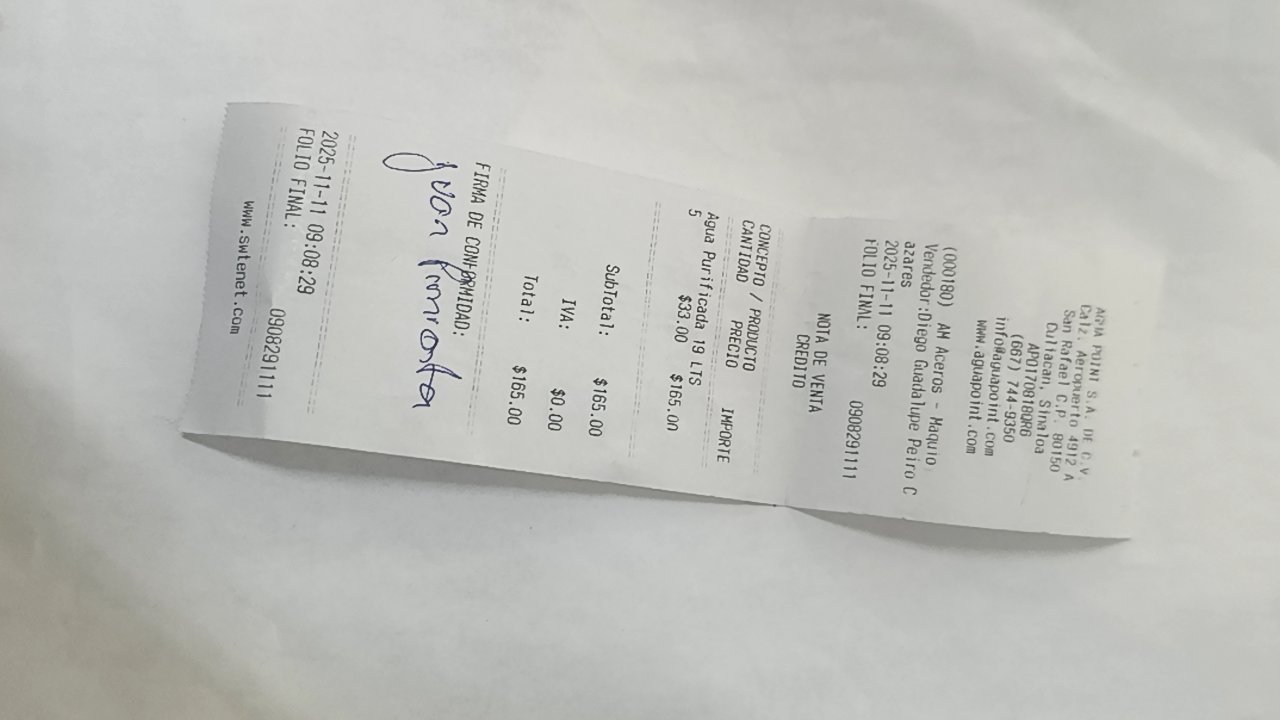 AGUA POINT S.A. DE C.V.
Calz. Aeropuerto 4912 A
San Rafael C.P. 80150
Culiacan, Sinaloa
APO170818QR6
(667) 744-9350
info@aguapoint.com
www.aguapoint.com
(000180) AM Aceros - Maquio
Vendedor:Diego Guadalupe Peiro C
azares
2025-11-11 09:08:29
FOLIO FINAL: 0908291111
NOTA DE VENTA
CREDITO
CONCEPTO / PRODUCTO
CANTIDAD PRECIO IMPORTE
Agua Purificada 19 LTS
5 $33.00 $165.00
SubTotal: $165.00
IVA: $0.00
Total: $165.00
FIRMA DE CONFORMIDAD:
2025-11-11 09:08:29
FOLIO FINAL: 0908291111
www.swtenet.com